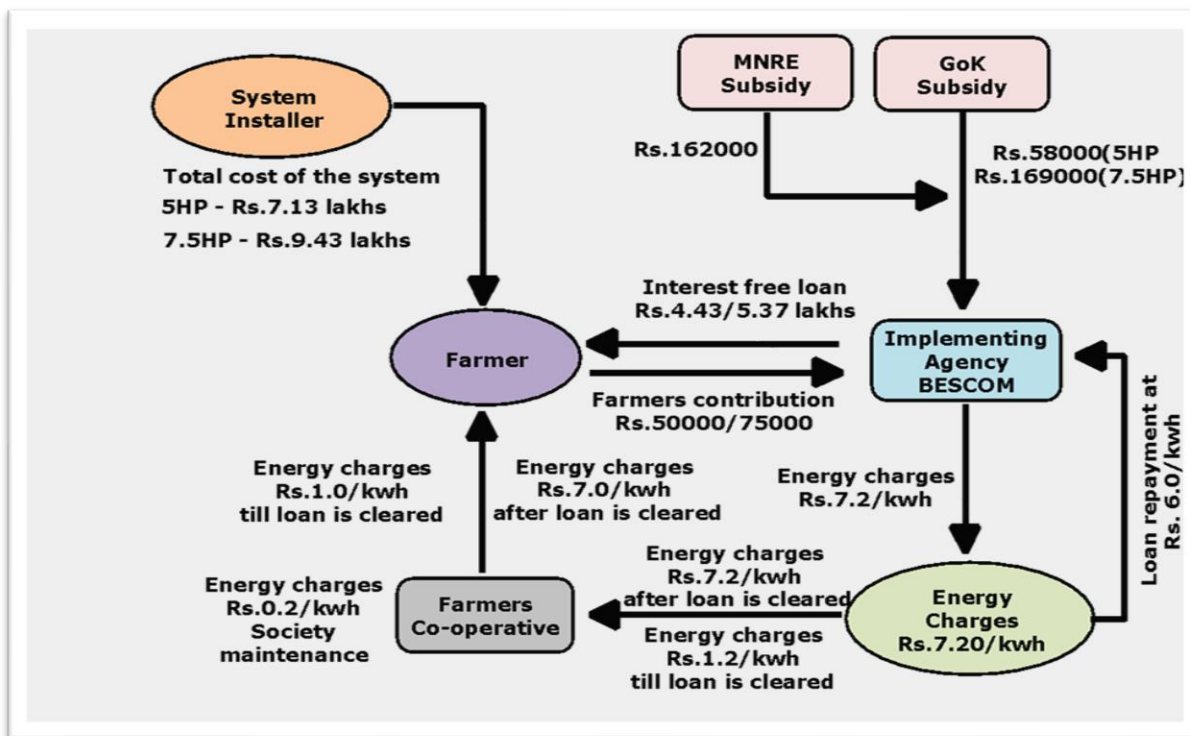 MNRE
Subsidy
GoK
Subsidy
System
Installer
Rs.162000
Rs.58000(5HP
Rs.169000(7.5HP)
Total cost of the system
5HP - Rs.7.13 lakhs
7.5HP - Rs.9.43 lakhs
Interest free loan
Rs.4.43/5.37 lakhs
Farmer
Implementing
Agency
BESCOM
Farmers contribution
Rs.50000/75000
Loan repayment at
Rs. 6.0/kwh
Energy charges
Rs.1.0/kwh
till loan is cleared
Energy charges
Rs.7.0/kwh
after loan is cleared
Energy charges
Rs.7.2/kwh
Energy charges
Rs.7.2/kwh
after loan is cleared
Energy charges
Rs.0.2/kwh
Society
maintenance
Farmers
Co-operative
Energy
Charges
Rs.7.20/kwh
Energy charges
Rs.1.2/kwh
till loan is cleared